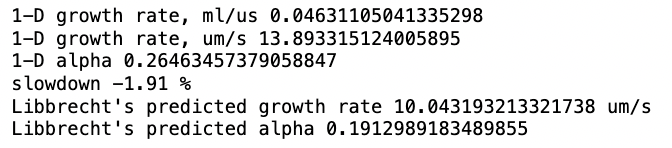 1-D growth rate, ml/us 0.04631105041335298
1-D growth rate, um/s 13.893315124005895
1-D alpha 0.26463457379058847
slowdown -1.91 %
Libbrecht's predicted growth rate 10.043193213321738 um/s
Libbrecht's predicted alpha 0.1912989183489855